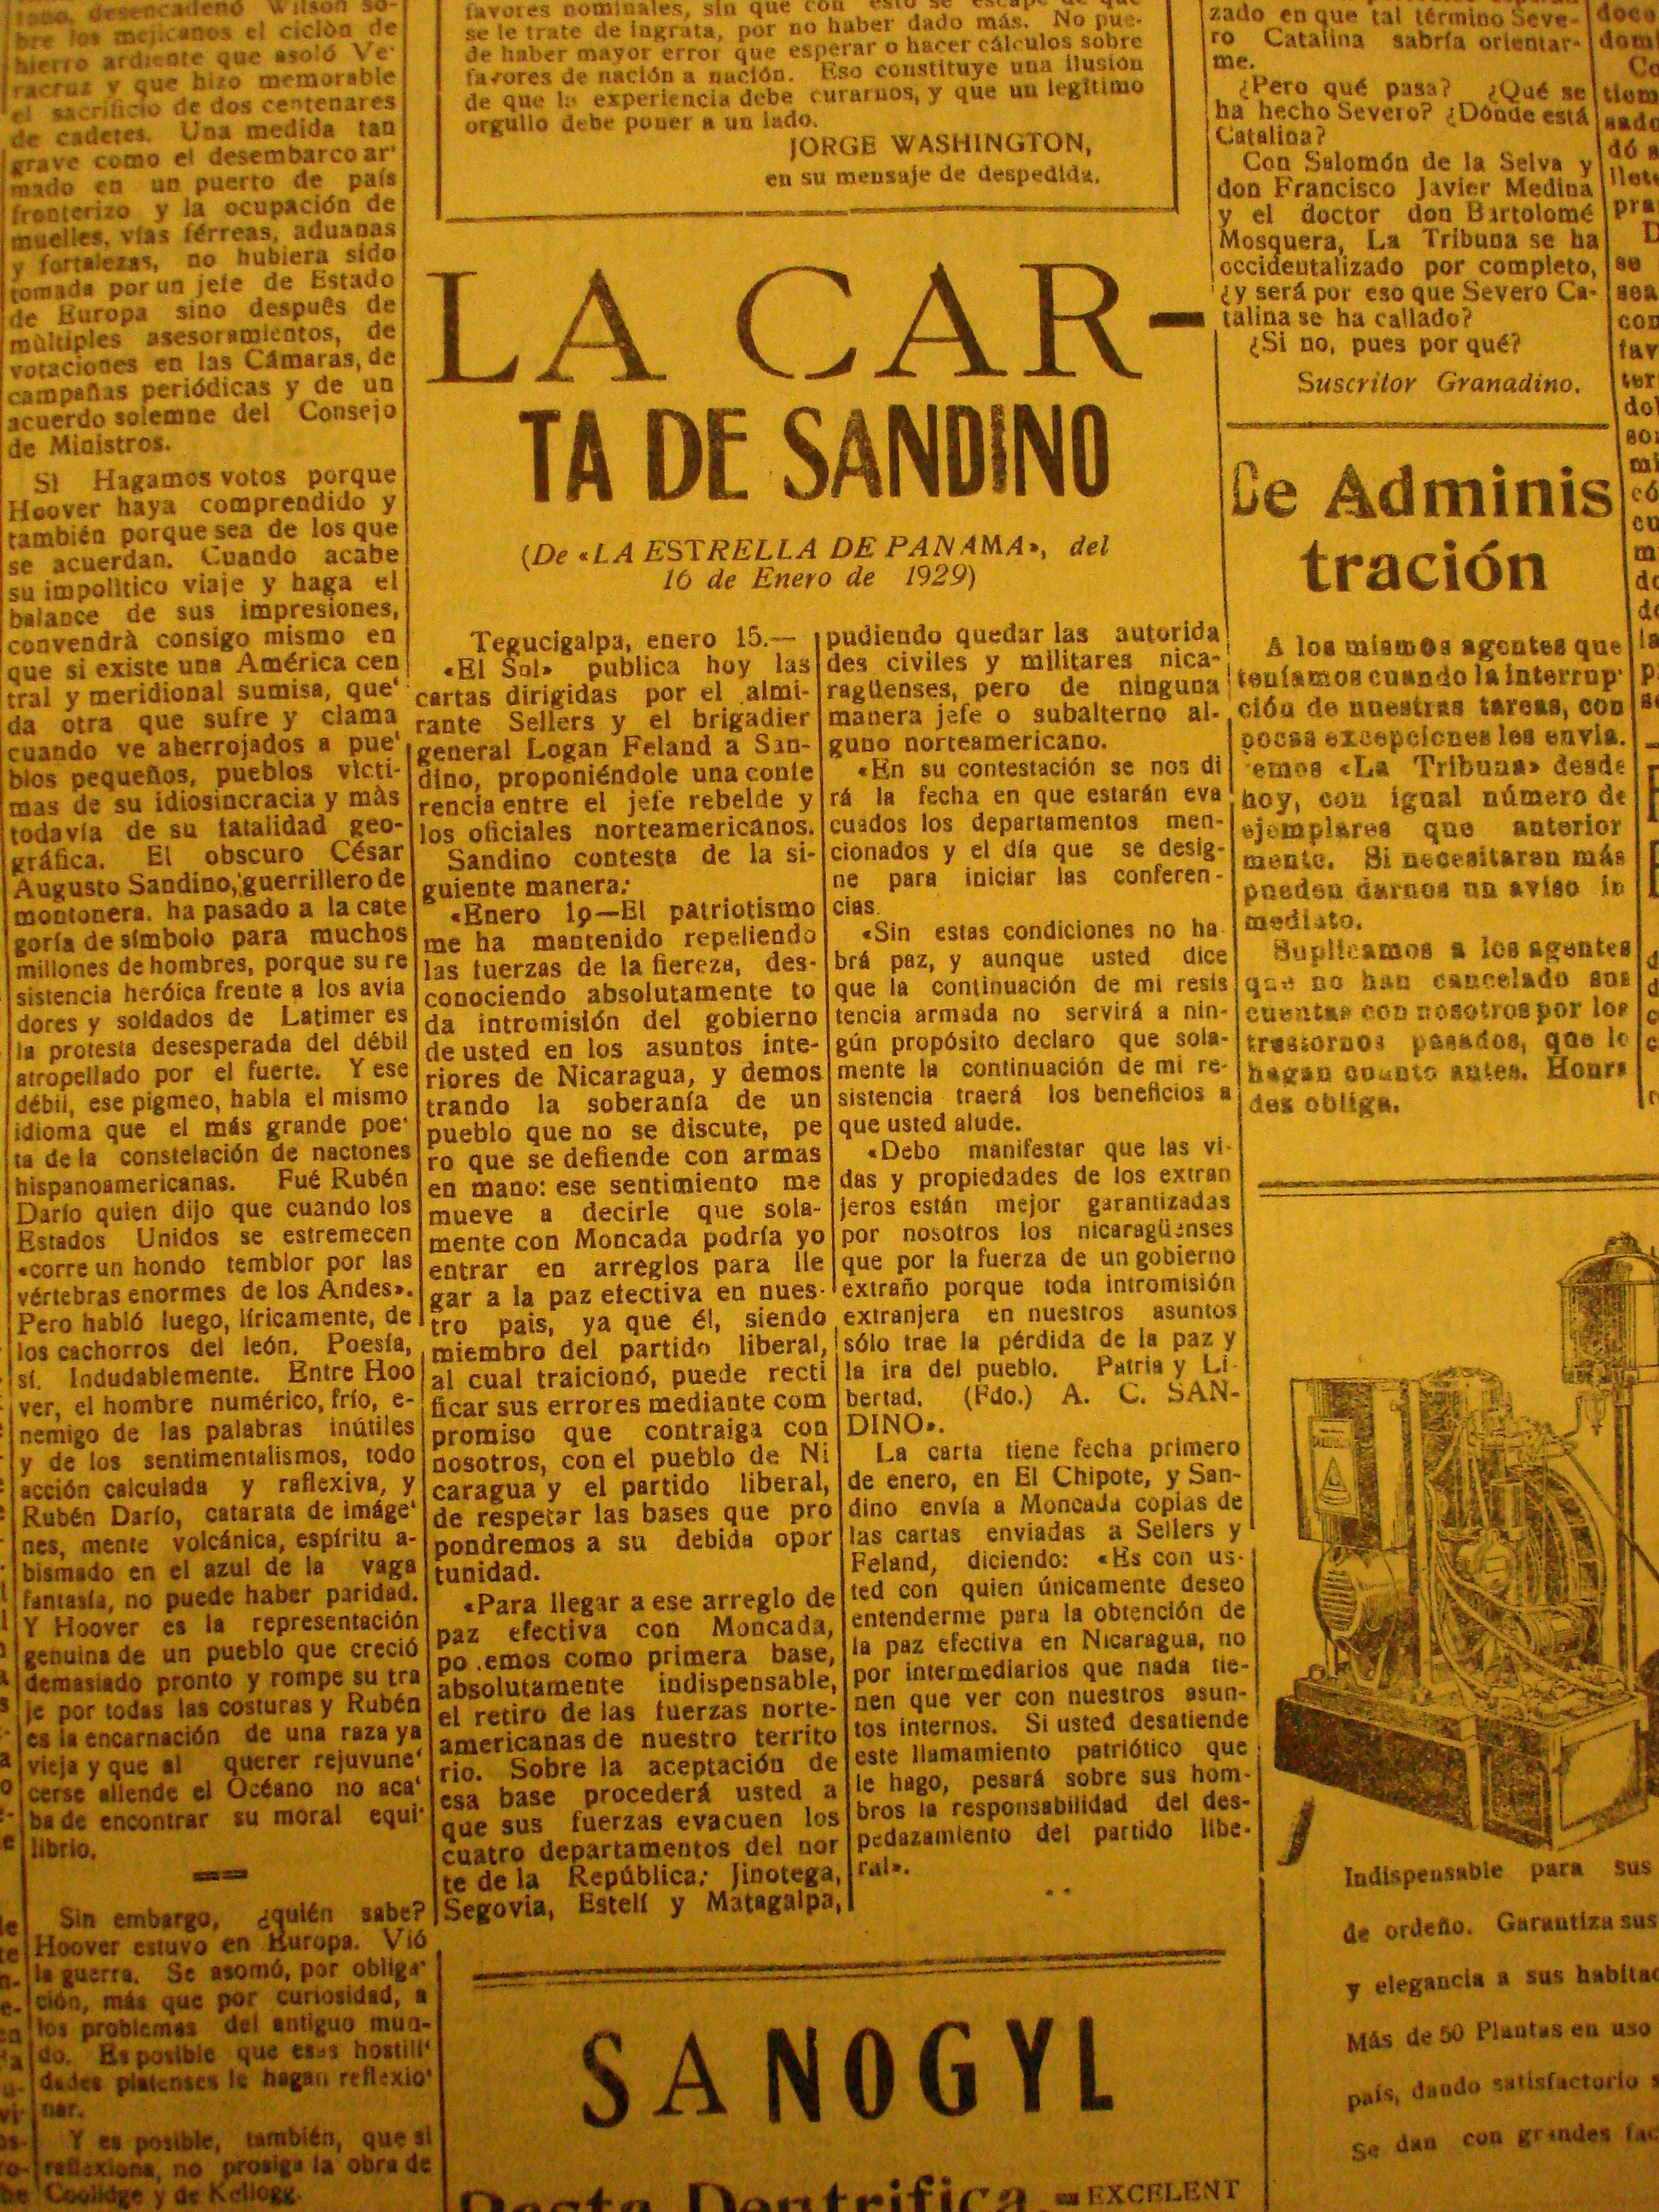 desencadenó Wilson so-
bre los mejicanos el ciclòn de
hierro ardiente que asoló Ve'
racruz y que hizo memorable
el sacrificio de dos centenares
de cadetes. Una medida tan
grave como el desembarco ar'
mado en un puerto de país
fronterizo y la ocupación de
muelles, vías férreas, aduanas
y fortalezas, no hubiera sido
tomada por un jefe de Estado
de Europa sino después de
mùltiples asesoramientos, de
votaciones en las Cámaras, de
campañas periódicas y de un
acuerdo solemne del Consejo
de Ministros.
Sì Hagamos votos porque
Hoover haya comprendido y
también porque sea de los que
se acuerdan. Cuando acabe
su impolìtico viaje y haga el
balance de sus impresiones,
convendrà consigo mismo en
que si existe una América cen
tral y meridional sumisa, que'
da otra que sufre y clama
cuando ve aherrojados a pue'
blos pequeños, pueblos vìcti-
mas de su idiosincracia y màs
todavía de su fatalidad geo-
gráfica. El obscuro César
Augusto Sandino, guerrillero de
montonera. ha pasado a la cate
goría de símbolo para muchos
millones de hombres, porque su re
sistencia heróica frente a los avia
dores y soldados de Latimer es
la protesta desesperada del débil
atropellado por el fuerte. Y ese
débil, ese pigmeo, habla el mismo
idioma que el más grande poe'
ta de la constelación de nactones
hispanoamericanas. Fué Rubén
Darío quien dijo que cuando los
Estados Unidos se estremecen
«corre un hondo temblor por las
vértebras enormes de los Andes».
Pero habló luego, líricamente, de
los cachorros del león. Poesía,
sí. Indudablemente. Entre Hoo
ver, el hombre numérico, frío, e-
nemigo de las palabras inútiles
y de los sentimentalismos, todo
acción calculada y raflexiva, y
Rubén Darío, catarata de imáge'
nes, mente volcánica, espíritu a-
bismado en el azul de la vaga
fantasía, no puede haber paridad.
Y Hoover es la representación
genuina de un pueblo que creció
demasiado pronto y rompe su tra
je por todas las costuras y Rubén
es la encarnación de una raza ya
vieja y que al querer rejuvune'
cerse allende el Océano no aca'
ba de encontrar su moral equi'
librio.
Sin embargo, ¿quién sabe?
Hoover estuvo en Europa. Vió
la guerra. Se asomó, por obliga'
ción, más que por curiosidad, a
los problemas del antiguo mun-
do. Es posible que esas hostili'
dades platenses le hagan reflexio'
nar.
Y es posible, también, que si
reflexiona, no prosiga la obra de
Coolidge y de Kellogg.
favores nominales, sin que con esto se escape de que
se le trate de ingrata, por no haber dado más. No pue-
de haber mayor error que esperar o hacer cálculos sobre
favores de nación a nación. Eso constituye una ilusión
de que la experiencia debe curarnos, y que un legítimo
orgullo debe poner a un lado.
JORGE WASHINGTON,
en su mensaje de despedida.
LA CAR-
TA DE SANDINO
(De «LA ESTRELLA DE PANAMA», del
16 de Enero de 1929)
Tegucigalpa, enero 15.—
«El Sol» publica hoy las
cartas dirigidas por el almi-
rante Sellers y el brigadier
general Logan Feland a San-
dino, proponiéndole una confe
rencia entre el jefe rebelde y
los oficiales norteamericanos.
Sandino contesta de la si-
guiente manera:
«Enero 19—El patriotismo
me ha mantenido repeliendo
las fuerzas de la fiereza, des-
conociendo absolutamente to
da intromisión del gobierno
de usted en los asuntos inte-
riores de Nicaragua, y demos
trando la soberanía de un
pueblo que no se discute, pe
ro que se defiende con armas
en mano: ese sentimiento me
mueve a decirle que sola-
mente con Moncada podría yo
entrar en arreglos para lle
gar a la paz efectiva en nues-
tro pais, ya que él, siendo
miembro del partido liberal,
al cual traicionó, puede recti
ficar sus errores mediante com
promiso que contraiga con
nosotros, con el pueblo de Ni
caragua y el partido liberal,
de respetar las bases que pro
pondremos a su debida opor
tunidad.
«Para llegar a ese arreglo de
paz efectiva con Moncada,
po emos como primera base,
absolutamente indispensable,
el retiro de las fuerzas norte-
americanas de nuestro territo
rio. Sobre la aceptación de
esa base procederá usted a
que sus fuerzas evacuen los
cuatro departamentos del nor
te de la República: Jinotega,
Segovia, Estelí y Matagalpa,
pudiendo quedar las autorida
des civiles y militares nica-
ragüenses, pero de ninguna
manera jefe o subalterno al-
guno norteamericano.
«En su contestación se nos di
rá la fecha en que estarán eva
cuados los departamentos men-
cionados y el día que se desig-
ne para iniciar las conferen-
cias.
«Sin estas condiciones no ha
brá paz, y aunque usted dice
que la continuación de mi resis
tencia armada no servirá a nin-
gún propósito declaro que sola-
mente la continuación de mi re-
sistencia traerá los beneficios a
que usted alude.
«Debo manifestar que las vi-
das y propiedades de los extran
jeros están mejor garantizadas
por nosotros los nicaragüenses
que por la fuerza de un gobierno
extraño porque toda intromisión
extranjera en nuestros asuntos
sólo trae la pérdida de la paz y
la ira del pueblo. Patria y Li-
bertad. (Fdo.) A. C. SAN-
DINO».
La carta tiene fecha primero
de enero, en El Chipote, y San-
dino envía a Moncada copias de
las cartas enviadas a Sellers y
Feland, diciendo: «Es con us-
ted con quien únicamente deseo
entenderme para la obtención de
la paz efectiva en Nicaragua, no
por intermediarios que nada tie-
nen que ver con nuestros asun-
tos internos. Si usted desatiende
este llamamiento patriótico que
le hago, pesará sobre sus hom-
bros la responsabilidad del des-
pedazamiento del partido libe-
ral».
SANOGYL
Pasta Dentrifica.= EXCELENT
zado en que tal término Seve-
ro Catalina sabría orientar-
me.
¿Pero qué pasa? ¿Qué se
ha hecho Severo? ¿Dónde está
Catalina?
Con Salomón de la Selva y
don Francisco Javier Medina
y el doctor don Bartolomé
Mosquera, La Tribuna se ha
occidentalizado por completo,
¿y será por eso que Severo Ca-
talina se ha callado?
¿Si no, pues por qué?
Suscritor Granadino.
De Adminis
tración
A los mismos agentes que
teníamos cuando la interrup'
ción de nuestras tareas, con
pocas excepciones les envia.
emos «La Tribuna» desde
hoy, con igual número de
ejemplares que anterior
mente. Si necesitaran más
pueden darnos un aviso in
mediato.
Suplicamos a los agentes
que no han cancelado sus
cuentas con nosotros por los
trastornos pasados, que lo
hagan cuanto antes. Honra
des obliga.
Indispensable para sus
de ordeño. Garantiza sus
y elegancia a sus habitac
Más de 50 Plantas en uso
país, dando satisfactorio s
Se dan con grandes fac